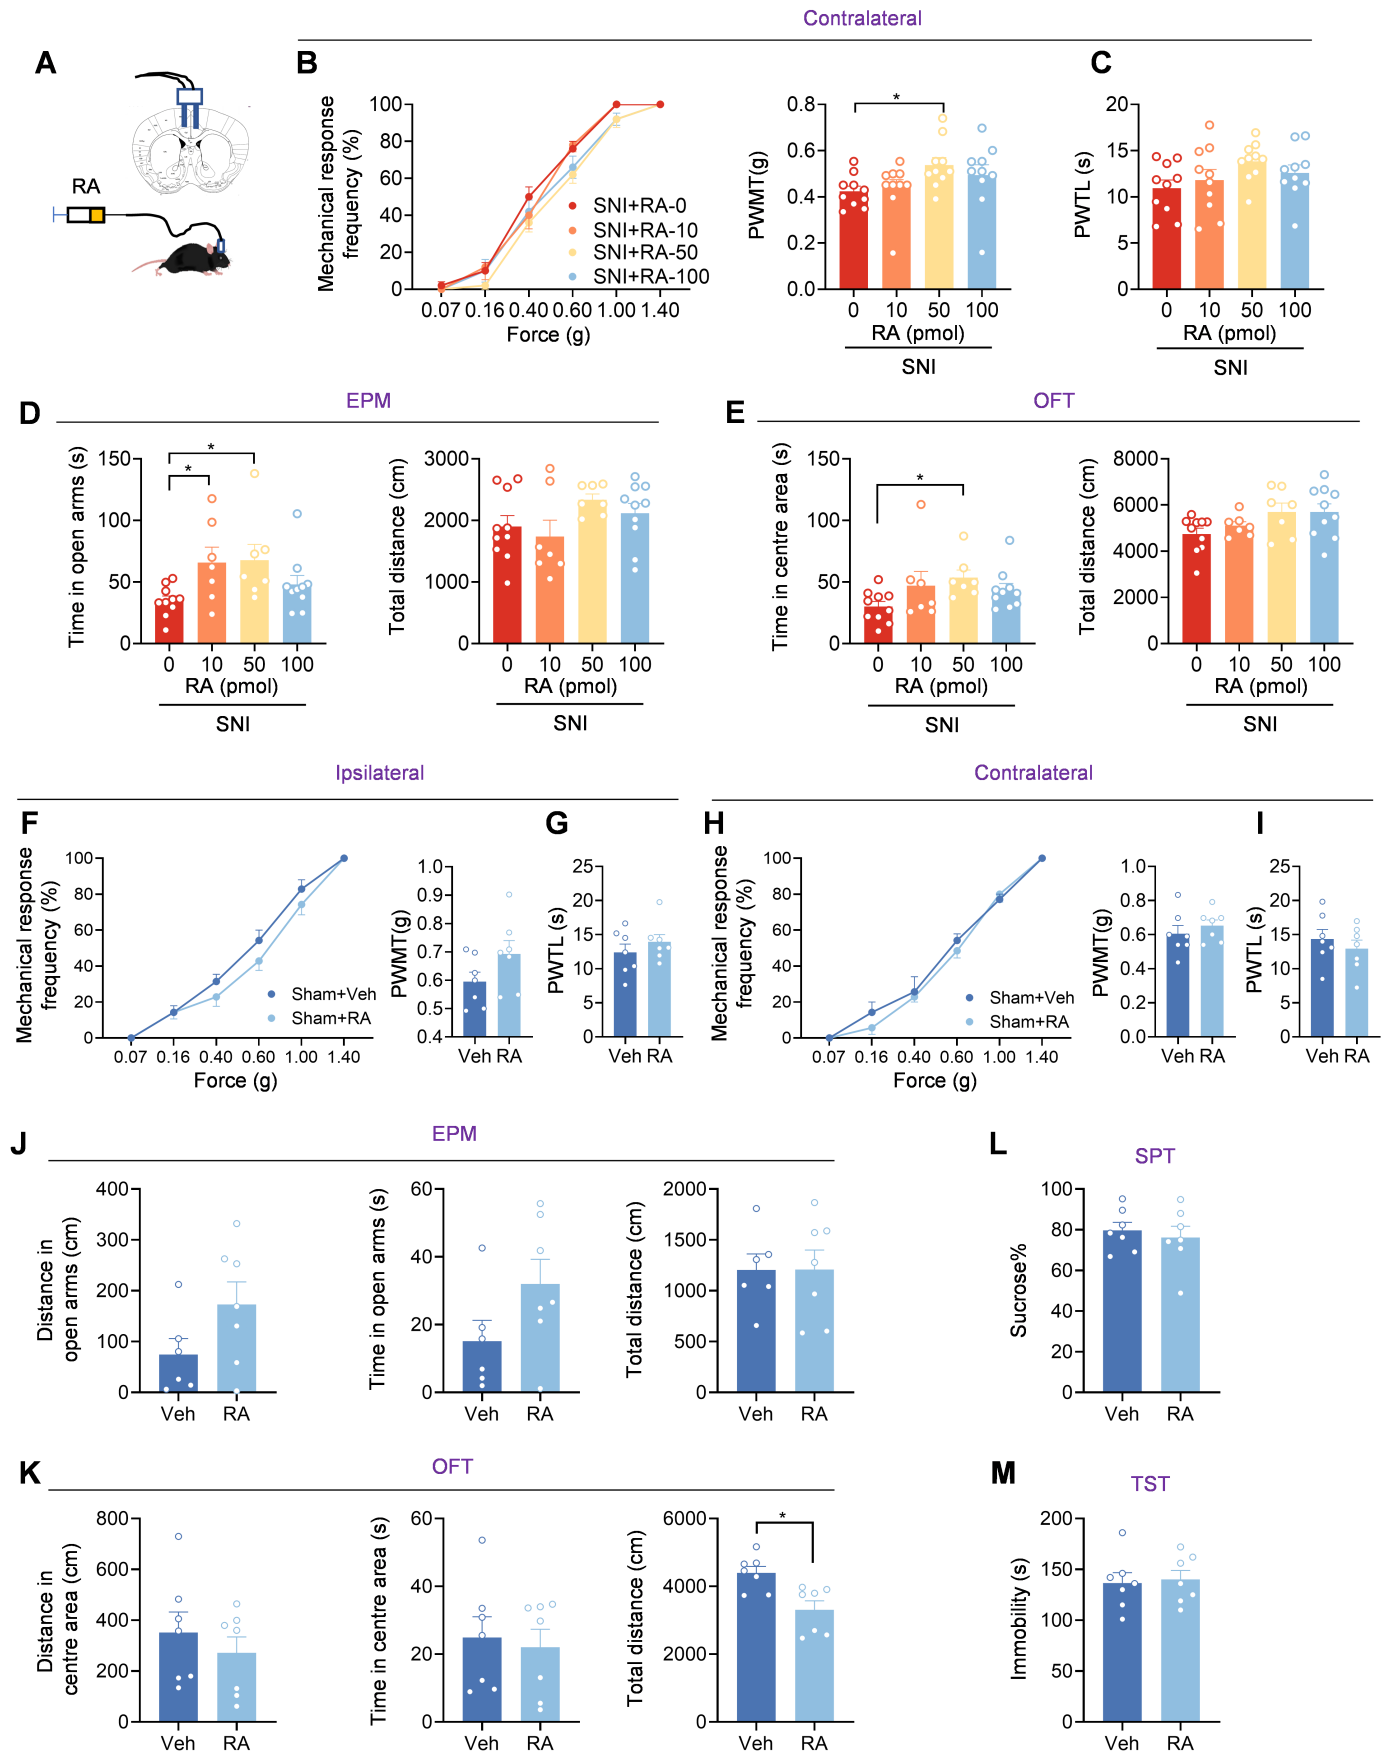 Contralateral
A
RA
B
Mechanical response
frequency (%)
100
80
60
40
20
0
SNI+RA-0
SNI+RA-10
SNI+RA-50
SNI+RA-100
0.07 0.16 0.40 0.60 1.00 1.40
Force (g)
PWMT(g)
0.8
0.6
0.4
0.2
0.0
*
0 10 50 100
RA (pmol)
SNI
C
PWTL (s)
20
15
10
5
0
0 10 50 100
RA (pmol)
SNI
D
EPM
Time in open arms (s)
150
100
50
0
*
*
0 10 50 100
RA (pmol)
SNI
Total distance (cm)
3000
2000
1000
0
0 10 50 100
RA (pmol)
SNI
E
OFT
Time in centre area (s)
150
100
50
0
*
0 10 50 100
RA (pmol)
SNI
Total distance (cm)
8000
6000
4000
2000
0
0 10 50 100
RA (pmol)
SNI
Ipsilateral
F
Mechanical response
frequency (%)
100
80
60
40
20
0
Sham+Veh
Sham+RA
0.07 0.16 0.40 0.60 1.00 1.40
Force (g)
PWMT(g)
1.0
0.9
0.8
0.7
0.6
0.5
0.4
Veh RA
G
PWTL (s)
25
20
15
10
5
0
Veh RA
Contralateral
H
Mechanical response
frequency (%)
100
80
60
40
20
0
Sham+Veh
Sham+RA
0.07 0.16 0.40 0.60 1.00 1.40
Force (g)
PWMT(g)
1.0
0.8
0.6
0.4
0.2
0.0
Veh RA
I
PWTL (s)
25
20
15
10
5
0
Veh RA
J
EPM
Distance in
open arms (cm)
400
300
200
100
0
Veh RA
Time in open arms (s)
60
40
20
0
Veh RA
Total distance (cm)
2000
1500
1000
500
0
Veh RA
L
SPT
Sucrose%
100
80
60
40
20
0
Veh RA
K
OFT
Distance in
centre area (cm)
800
600
400
200
0
Veh RA
Time in centre area (s)
60
40
20
0
Veh RA
Total distance (cm)
6000
4000
2000
0
*
Veh RA
M
TST
Immobility (s)
200
150
100
50
0
Veh RA